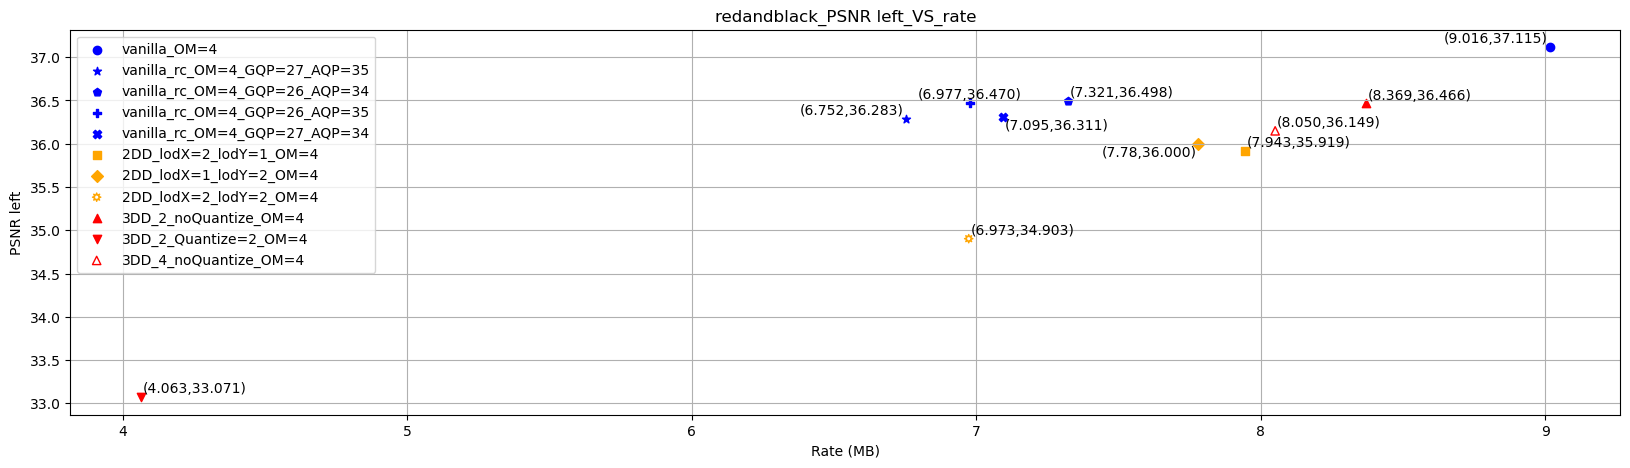 redandblack_PSNR left_VS_rate
vanilla_OM=4
vanilla_rc_OM=4_GQP=27_AQP=35
vanilla_rc_OM=4_GQP=26_AQP=34
vanilla_rc_OM=4_GQP=26_AQP=35
vanilla_rc_OM=4_GQP=27_AQP=34
2DD_lodX=2_lodY=1_OM=4
2DD_lodX=1_lodY=2_OM=4
2DD_lodX=2_lodY=2_OM=4
3DD_2_noQuantize_OM=4
3DD_2_Quantize=2_OM=4
3DD_4_noQuantize_OM=4
(9.016,37.115)
(6.752,36.283)
(6.977,36.470)
(7.321,36.498)
(7.095,36.311)
(8.369,36.466)
(8.050,36.149)
(7.943,35.919)
(7.78,36.000)
(6.973,34.903)
(4.063,33.071)
PSNR left
37.0
36.5
36.0
35.5
35.0
34.5
34.0
33.5
33.0
4 5 6 7 8 9
Rate (MB)